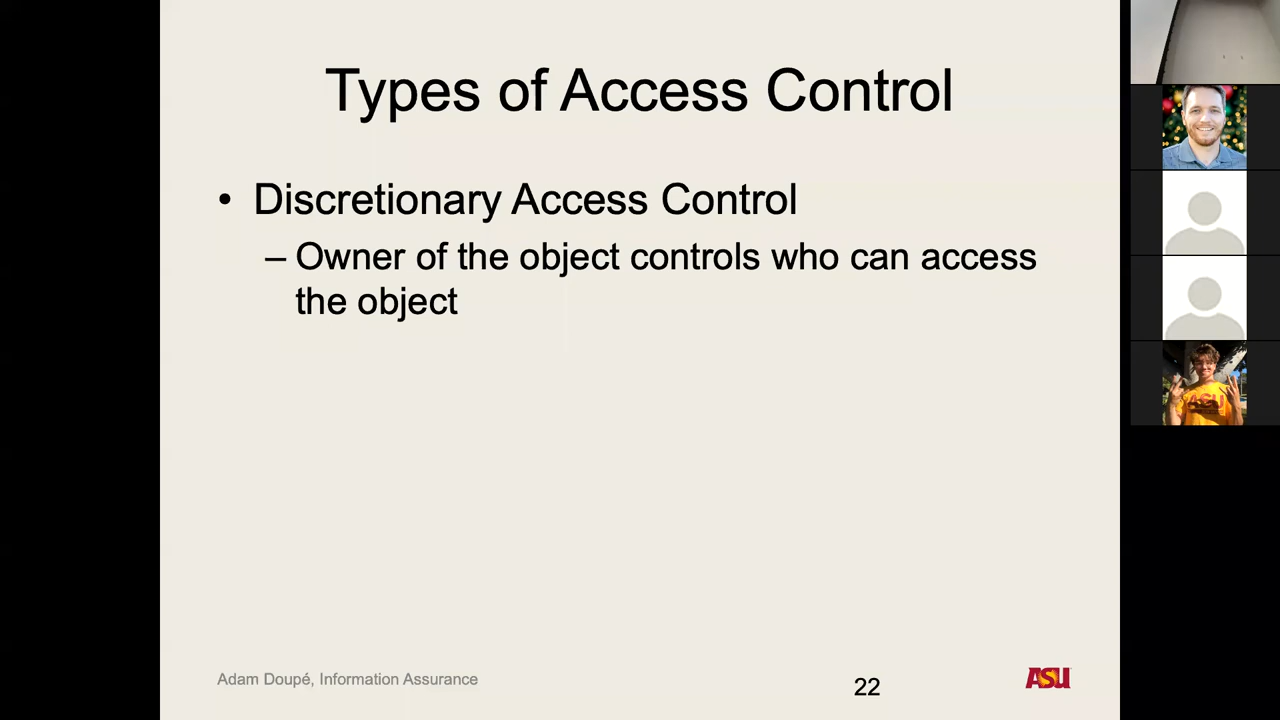 Types of Access Control
• Discretionary Access Control
– Owner of the object controls who can access
the object
Adam Doupé, Information Assurance
22
ASU
ASU